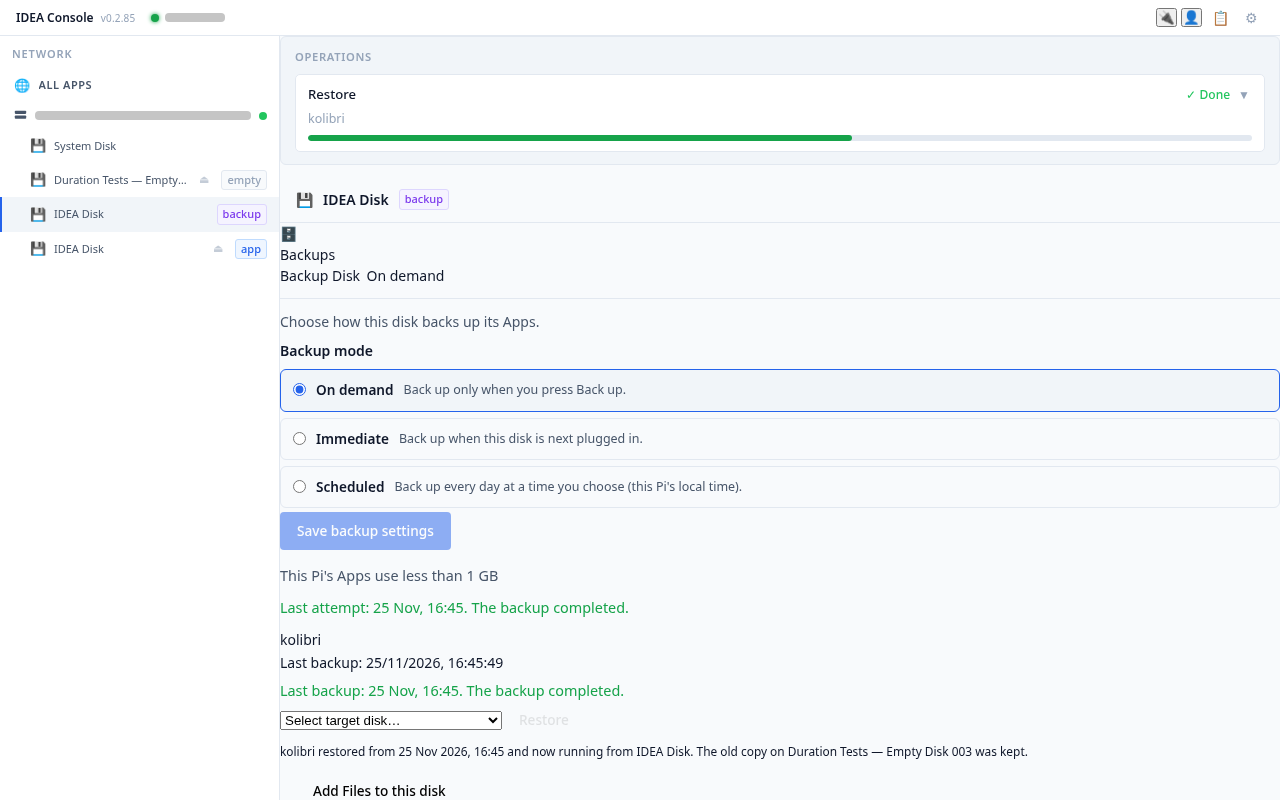 IDEA Console v0.2.85
NETWORK
ALL APPS
System Disk
Duration Tests — Empty... empty
IDEA Disk backup
IDEA Disk app
OPERATIONS
Restore ✓ Done ▼
kolibri
IDEA Disk backup
Backups
Backup Disk On demand
Choose how this disk backs up its Apps.
Backup mode
On demand Back up only when you press Back up.
Immediate Back up when this disk is next plugged in.
Scheduled Back up every day at a time you choose (this Pi's local time).
Save backup settings
This Pi's Apps use less than 1 GB
Last attempt: 25 Nov, 16:45. The backup completed.
kolibri
Last backup: 25/11/2026, 16:45:49
Last backup: 25 Nov, 16:45. The backup completed.
Select target disk... Restore
kolibri restored from 25 Nov 2026, 16:45 and now running from IDEA Disk. The old copy on Duration Tests — Empty Disk 003 was kept.
Add Files to this disk